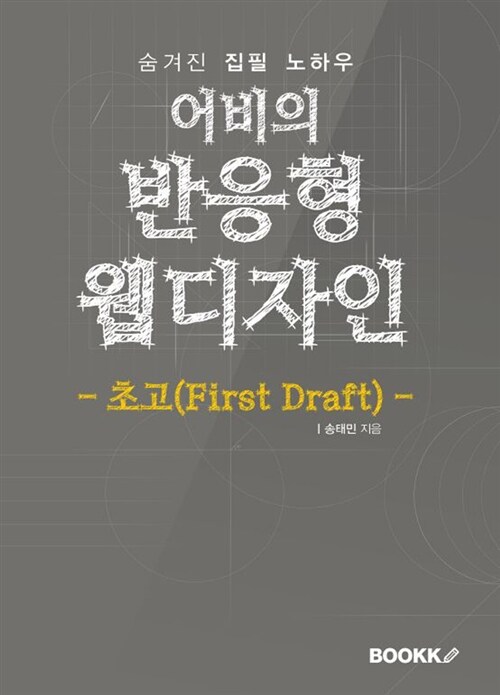 숨겨진 집필 노하우
어비의
반응형
웹디자인
- 초고(First Draft) -
| 송태민 지음
BOOKK